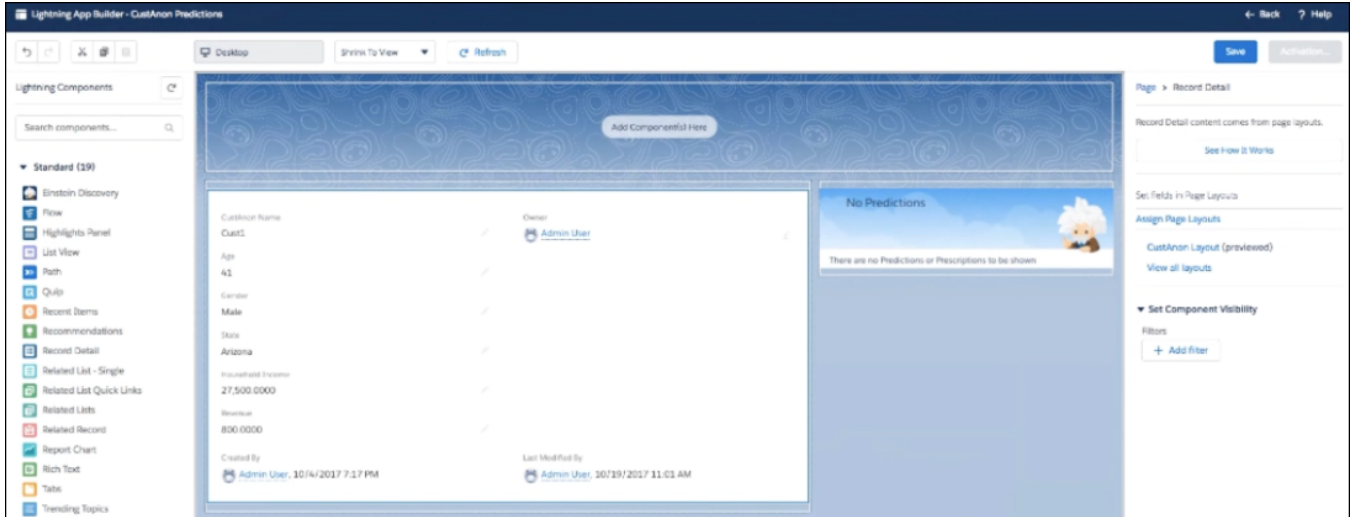 Lightning App Builder - CustAnon Predictions
← Back ? Help
Desktop
Shrink To View
Refresh
Save
Activation...
Lightning Components
Search components...
Standard (19)
Einstein Discovery
Flow
Highlights Panel
List View
Path
Quip
Recent Items
Recommendations
Record Detail
Related List - Single
Related List Quick Links
Related Lists
Related Record
Report Chart
Rich Text
Tabs
Trending Topics
Add Component(s) Here
CustAnon Name
Cust1
Owner
Admin User
Age
41
Gender
Male
State
Arizona
Household Income
27,500.0000
Revenue
800.0000
Created By
Admin User, 10/4/2017 7:17 PM
Last Modified By
Admin User, 10/19/2017 11:01 AM
No Predictions
There are no Predictions or Prescriptions to be shown
Page > Record Detail
Record Detail content comes from page layouts.
See How It Works
Set Fields in Page Layouts
Assign Page Layouts
CustAnon Layout (previewed)
View all layouts
Set Component Visibility
Filters
+ Add filter